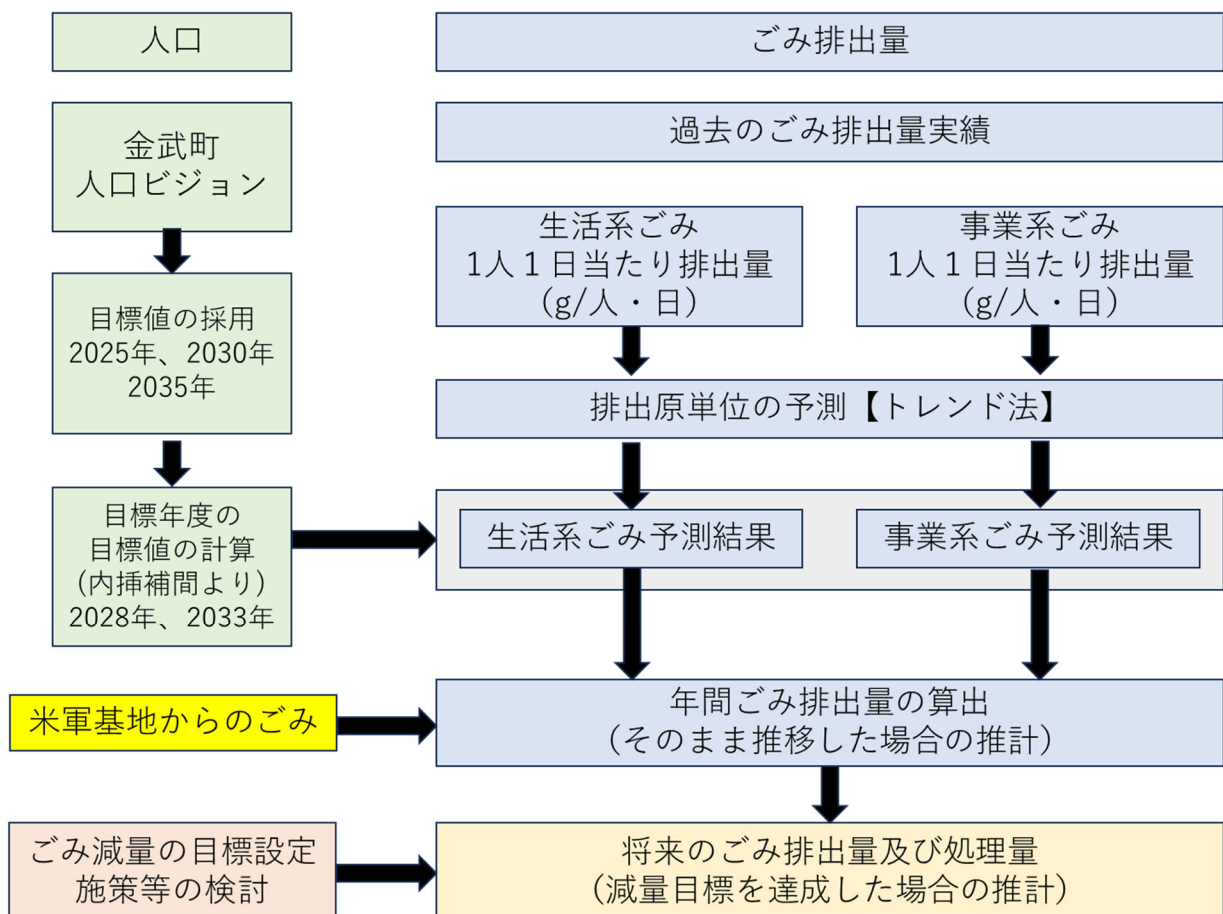 人口
ごみ排出量
金武町
人口ビジョン
過去のごみ排出量実績
生活系ごみ
1人１日当たり排出量
(g/人・日)
事業系ごみ
1人１日当たり排出量
(g/人・日)
目標値の採用
2025年、2030年
2035年
排出原単位の予測【トレンド法】
目標年度の
目標値の計算
(内挿補間より)
2028年、2033年
生活系ごみ予測結果
事業系ごみ予測結果
米軍基地からのごみ
年間ごみ排出量の算出
(そのまま推移した場合の推計)
ごみ減量の目標設定
施策等の検討
将来のごみ排出量及び処理量
(減量目標を達成した場合の推計)